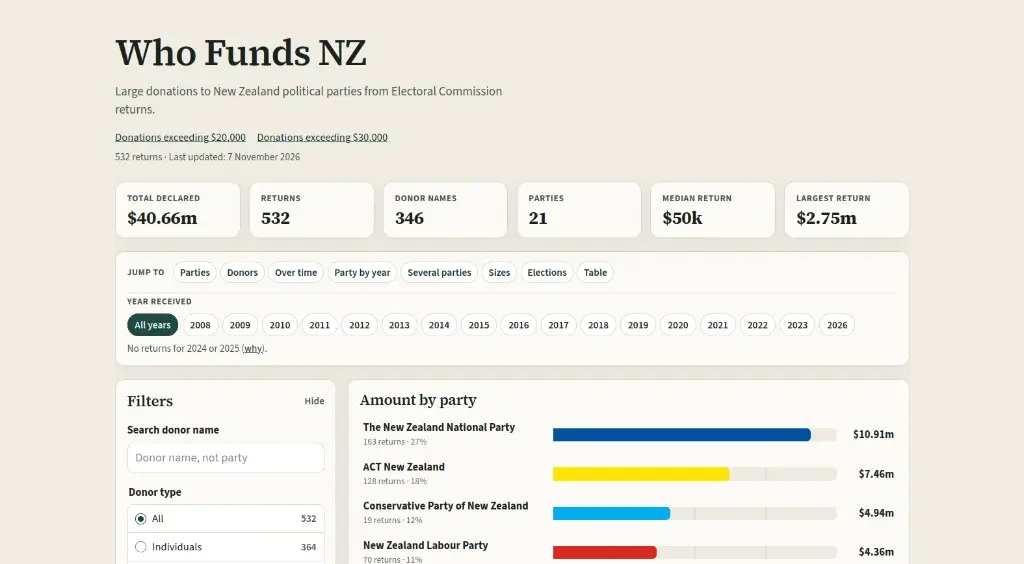 Who Funds NZ
Large donations to New Zealand political parties from Electoral Commission
returns.
Donations exceeding $20,000 Donations exceeding $30,000
532 returns · Last updated: 7 November 2026
TOTAL DECLARED
$40.66m
RETURNS
532
DONOR NAMES
346
PARTIES
21
MEDIAN RETURN
$50k
LARGEST RETURN
$2.75m
JUMP TO Parties Donors Over time Party by year Several parties Sizes Elections Table
YEAR RECEIVED
All years 2008 2009 2010 2011 2012 2013 2014 2015 2016 2017 2018 2019 2020 2021 2022 2023 2026
No returns for 2024 or 2025 (why).
Filters Hide
Search donor name
Donor name, not party
Donor type
All 532
Individuals 364
Amount by party
The New Zealand National Party
163 returns · 27%
$10.91m
ACT New Zealand
128 returns · 18%
$7.46m
Conservative Party of New Zealand
19 returns · 12%
$4.94m
New Zealand Labour Party
70 returns · 11%
$4.36m